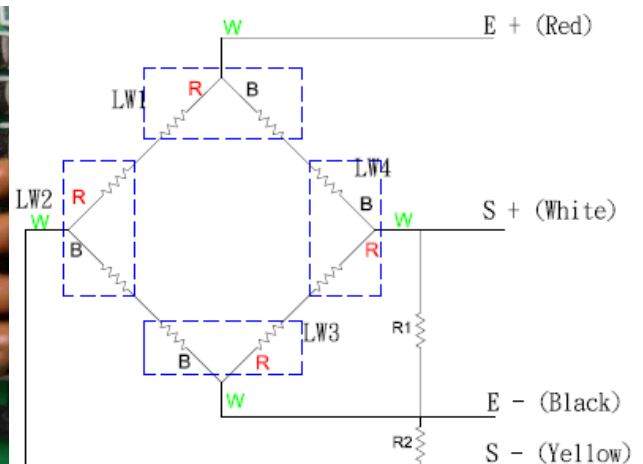 W
E + (Red)
R
B
LW1
LW4
LW2
R
B
W
W
S + (White)
B
R
R1
LW3
B
R
W
E - (Black)
R2
S - (Yellow)